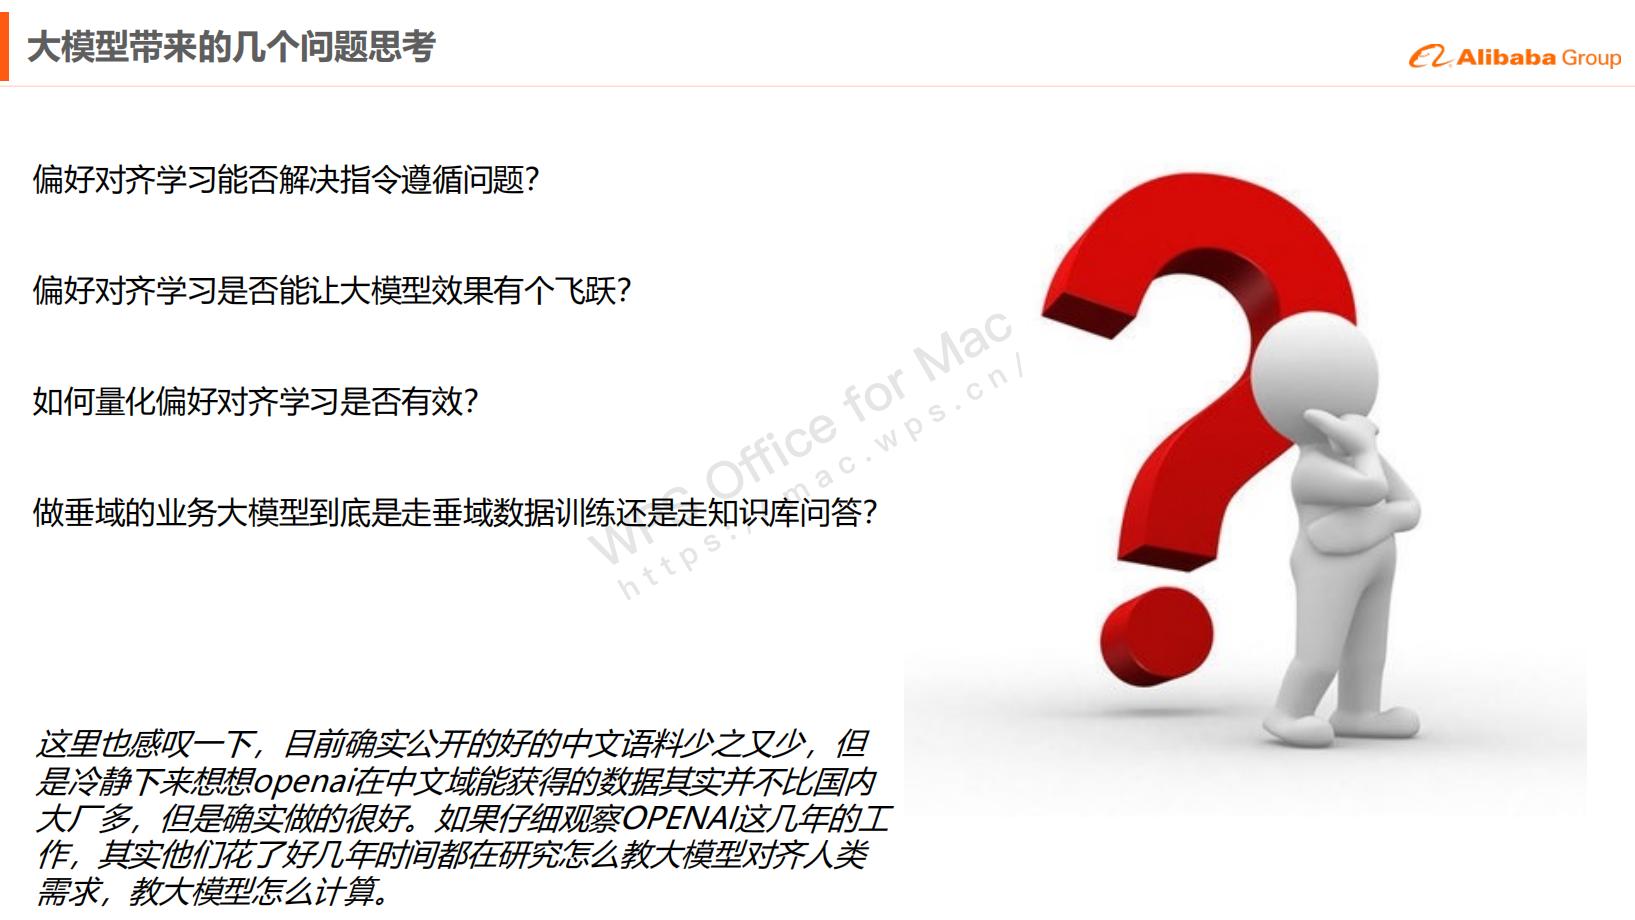 大模型带来的几个问题思考
Alibaba Group
偏好对齐学习能否解决指令遵循问题？
偏好对齐学习是否能让大模型效果有个飞跃？
如何量化偏好对齐学习是否有效？
做垂域的业务大模型到底是走垂域数据训练还是走知识库问答？
WPS Office for Mac
https://mac.wps.cn/
这里也感叹一下，目前确实公开的好的中文语料少之又少，但
是冷静下来想想openai在中文域能获得的数据其实并不比国内
大厂多，但是确实做的很好。如果仔细观察OPENAI这几年的工
作，其实他们花了好几年时间都在研究怎么教大模型对齐人类
需求，教大模型怎么计算。